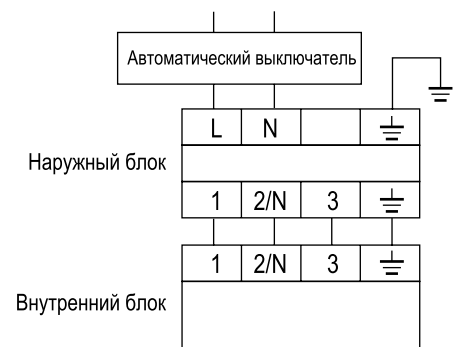 Автоматический выключатель
L N
Наружный блок
1 2/N 3
1 2/N 3
Внутренний блок